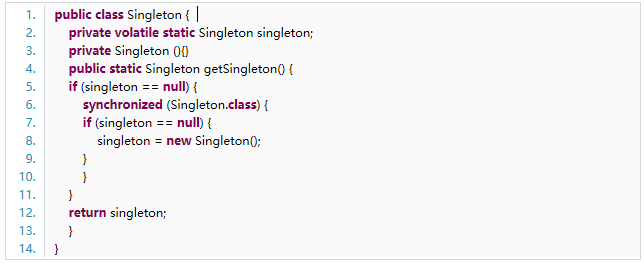 1. public class Singleton {
2. private volatile static Singleton singleton;
3. private Singleton (){}
4. public static Singleton getSingleton() {
5. if (singleton == null) {
6. synchronized (Singleton.class) {
7. if (singleton == null) {
8. singleton = new Singleton();
9. }
10. }
11. }
12. return singleton;
13. }
14. }